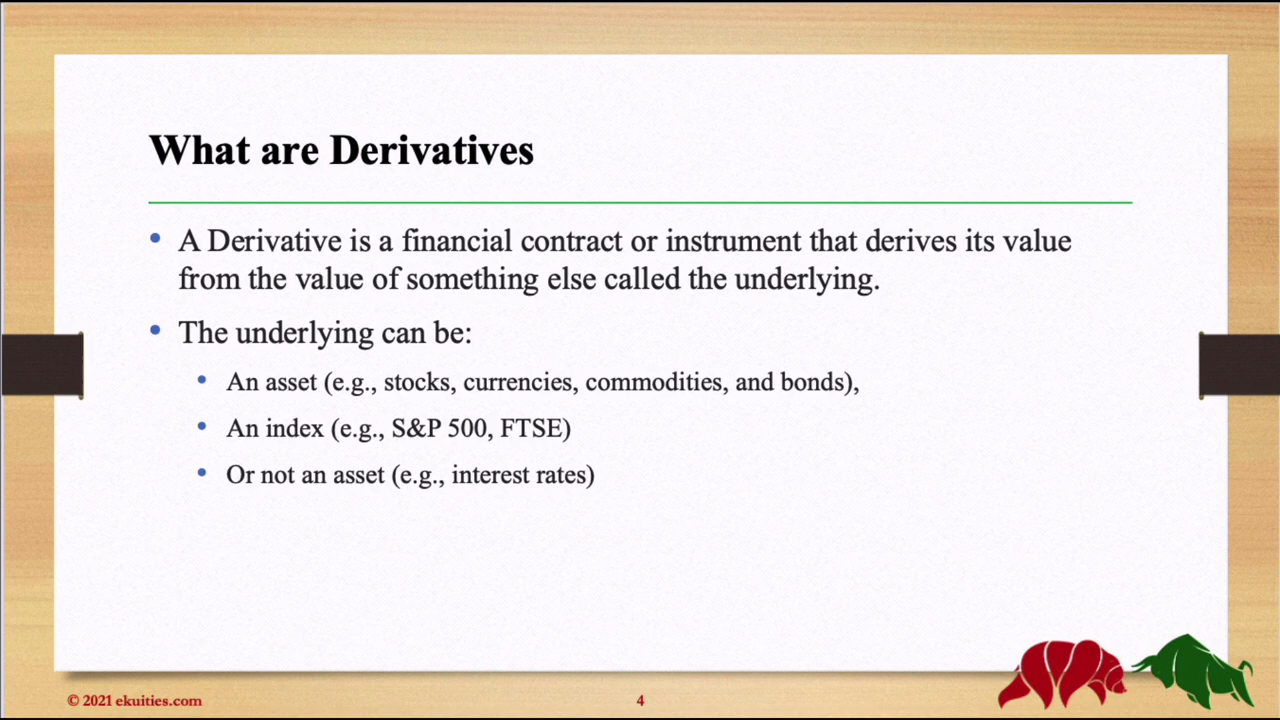 What are Derivatives
• A Derivative is a financial contract or instrument that derives its value
from the value of something else called the underlying.
• The underlying can be:
• An asset (e.g., stocks, currencies, commodities, and bonds),
• An index (e.g., S&P 500, FTSE)
• Or not an asset (e.g., interest rates)
© 2021 ekuities.com
4